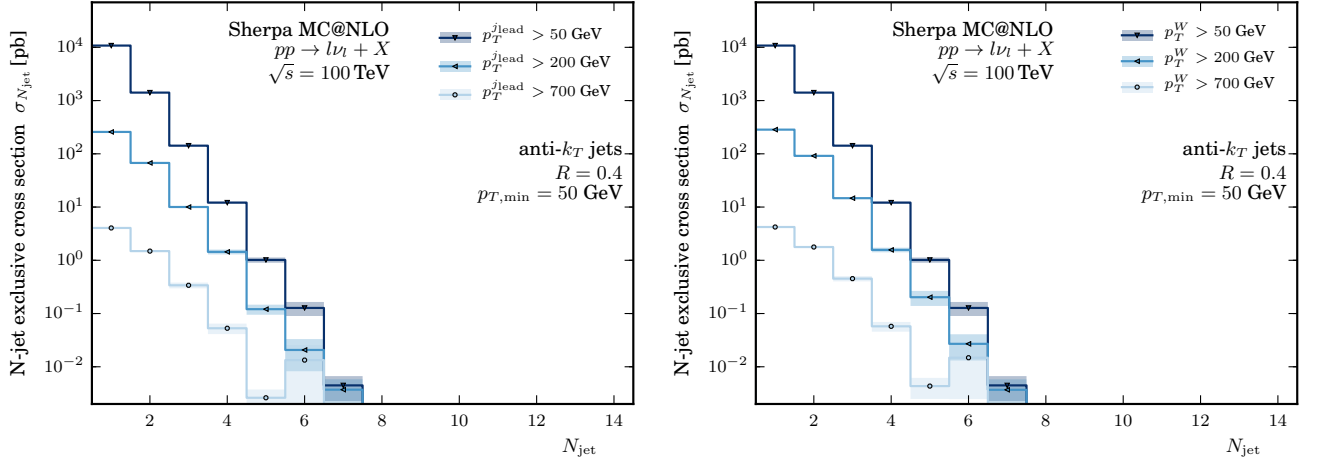 N-jet exclusive cross section σ_{N_jet} [pb]
10^4
10^3
10^2
10^1
10^0
10^{-1}
10^{-2}
Sherpa MC@NLO
pp → lν_l + X
√s = 100 TeV
p_T^{j_lead} > 50 GeV
p_T^{j_lead} > 200 GeV
p_T^{j_lead} > 700 GeV
anti-k_T jets
R = 0.4
p_{T,min} = 50 GeV
2 4 6 8 10 12 14
N_jet
N-jet exclusive cross section σ_{N_jet} [pb]
10^4
10^3
10^2
10^1
10^0
10^{-1}
10^{-2}
Sherpa MC@NLO
pp → lν_l + X
√s = 100 TeV
p_T^W > 50 GeV
p_T^W > 200 GeV
p_T^W > 700 GeV
anti-k_T jets
R = 0.4
p_{T,min} = 50 GeV
2 4 6 8 10 12 14
N_jet